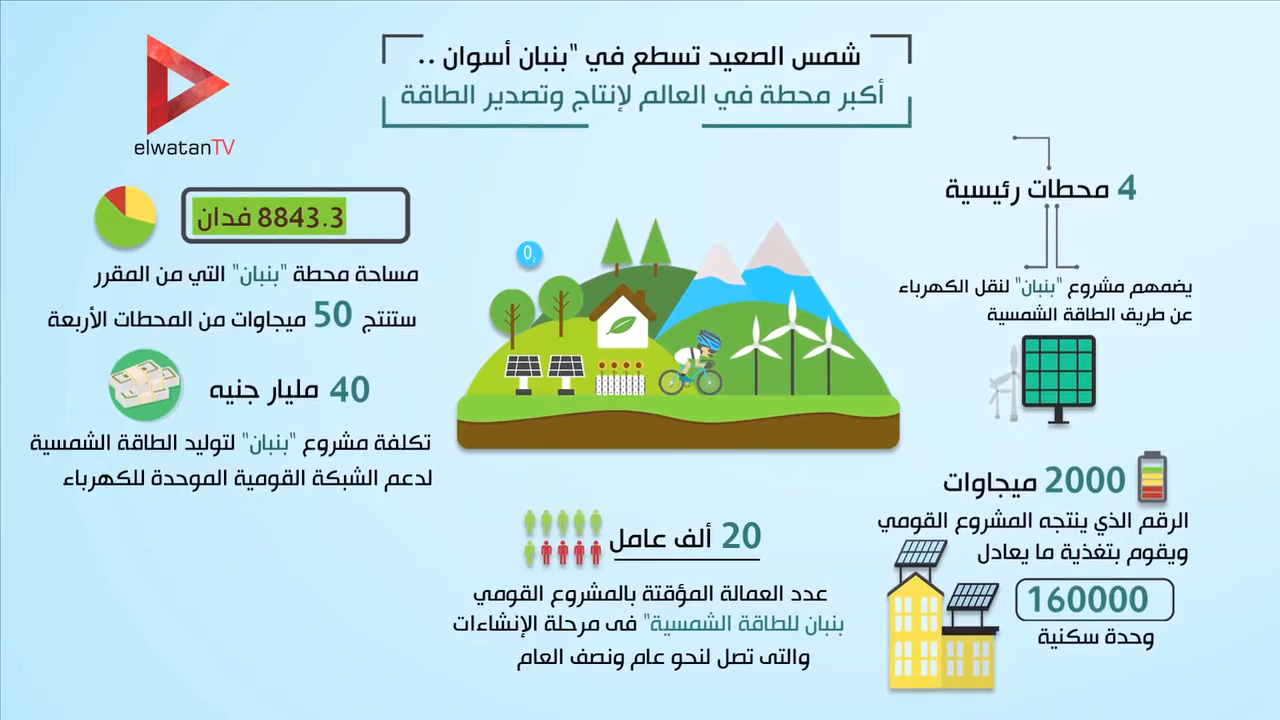 شمس الصعيد تسطع في "بنبان أسوان ..
أكبر محطة في العالم لإنتاج وتصدير الطاقة
elwatanTV
4 محطات رئيسية
يضمهم مشروع "بنبان" لنقل الكهرباء
عن طريق الطاقة الشمسية
8843.3 فدان
مساحة محطة "بنبان" التي من المقرر
ستنتج 50 ميجاوات من المحطات الأربعة
O2
40 مليار جنيه
تكلفة مشروع "بنبان" لتوليد الطاقة الشمسية
لدعم الشبكة القومية الموحدة للكهرباء
2000 ميجاوات
الرقم الذي ينتجه المشروع القومي
ويقوم بتغذية ما يعادل
160000
وحدة سكنية
20 ألف عامل
عدد العمالة المؤقتة بالمشروع القومي
بنبان للطاقة الشمسية" فى مرحلة الإنشاءات
والتى تصل لنحو عام ونصف العام